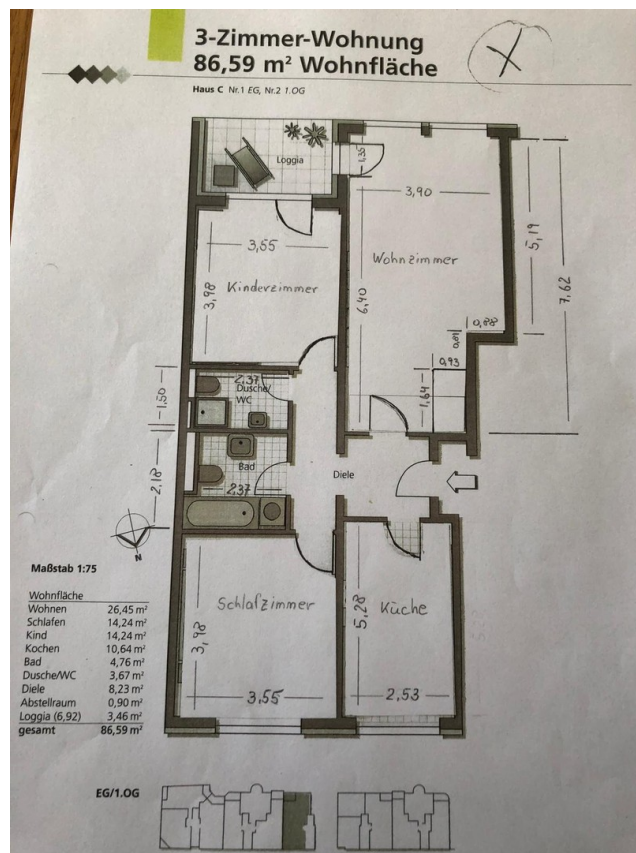 3-Zimmer-Wohnung
86,59 m² Wohnfläche
Haus C Nr.1 EG, Nr.2 1.OG
Loggia
1,35
3,90
3,55
Wohnzimmer
Kinderzimmer
3,98
6,40
5,19
7,62
0,88
0,81
0,93
1,64
2,37
Dusche/
WC
1,50
Bad
2,37
2,18
Diele
N
Maßstab 1:75
Wohnfläche
Wohnen 26,45 m²
Schlafen 14,24 m²
Kind 14,24 m²
Kochen 10,64 m²
Bad 4,76 m²
Dusche/WC 3,67 m²
Diele 8,23 m²
Abstellraum 0,90 m²
Loggia (6,92) 3,46 m²
gesamt 86,59 m²
Schlafzimmer
3,98
3,55
Küche
5,28
2,53
EG/1.OG